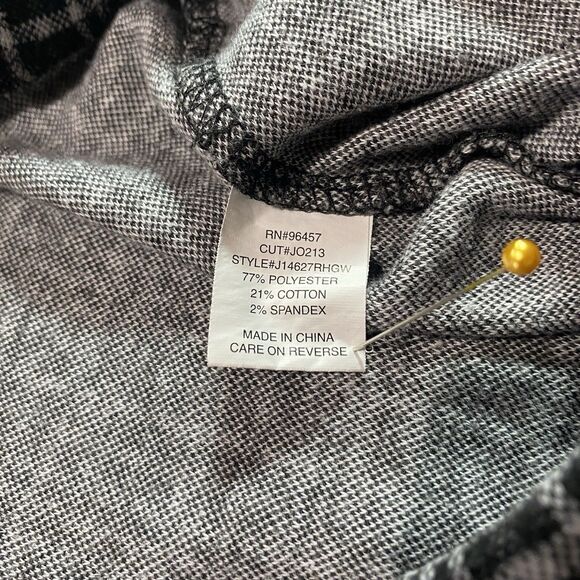 RN#96457
CUT#JO213
STYLE#J14627RHGW
77% POLYESTER
21% COTTON
2% SPANDEX
MADE IN CHINA
CARE ON REVERSE